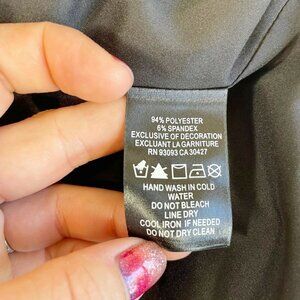 94% POLYESTER
6% SPANDEX
EXCLUSIVE OF DECORATION
EXCLUANT LA GARNITURE
RN 93093 CA 30427
HAND WASH IN COLD
WATER
DO NOT BLEACH
LINE DRY
COOL IRON IF NEEDED
DO NOT DRY CLEAN